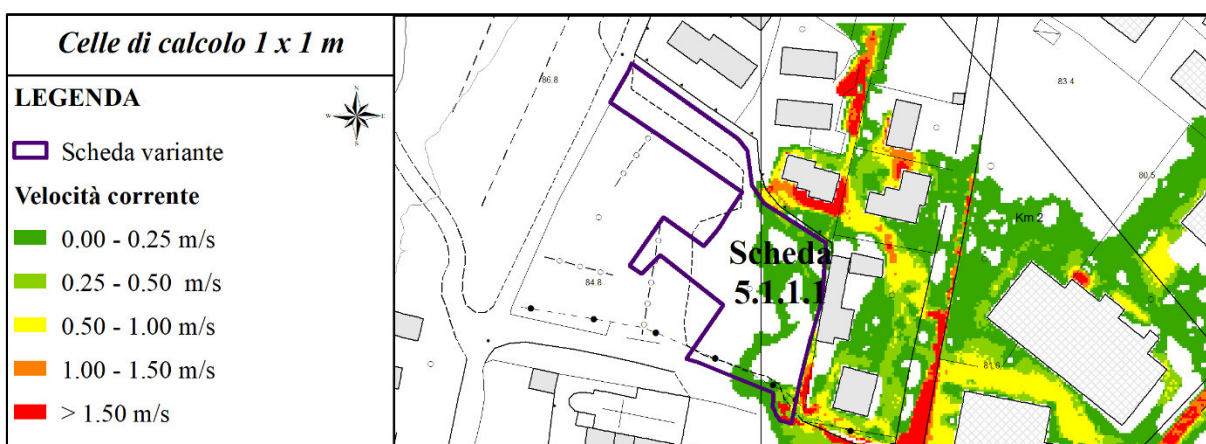 Celle di calcolo 1 x 1 m
LEGENDA
N
W E
S
Scheda variante
Velocità corrente
0.00 - 0.25 m/s
0.25 - 0.50 m/s
0.50 - 1.00 m/s
1.00 - 1.50 m/s
> 1.50 m/s
86.8
83.4
80.5
Km 2
Scheda
5.1.1.1
84.8